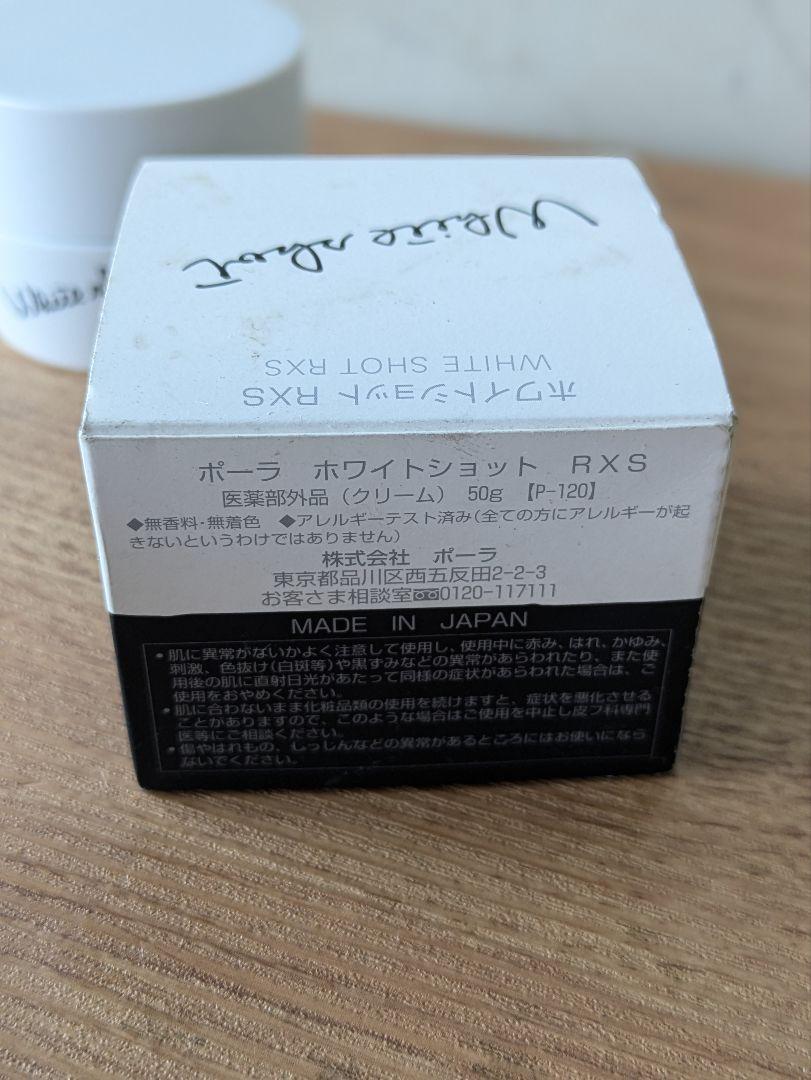 White shot
White
WHITE SHOT RXS
ホワイトショット RXS
ポーラ ホワイトショット RXS
医薬部外品（クリーム） 50g 【P-120】
◆無香料･無着色 ◆アレルギーテスト済み（全ての方にアレルギーが起
きないというわけではありません）
株式会社 ポーラ
東京都品川区西五反田2-2-3
お客さま相談室0120-117111
MADE IN JAPAN
•肌に異常がないかよく注意して使用し、使用中に赤み、はれ、かゆみ、
刺激、色抜け（白斑等）や黒ずみなどの異常があらわれたり、また使
用後の肌に直射日光があたって同様の症状があらわれた場合は、ご
使用をおやめください。
•肌に合わないまま化粧品類の使用を続けますと、症状を悪化させる
ことがありますので、このような場合はご使用を中止し皮フ科専門
医等にご相談ください。
•傷やはれもの、しっしんなどの異常があるところにはお使いになら
ないでください。